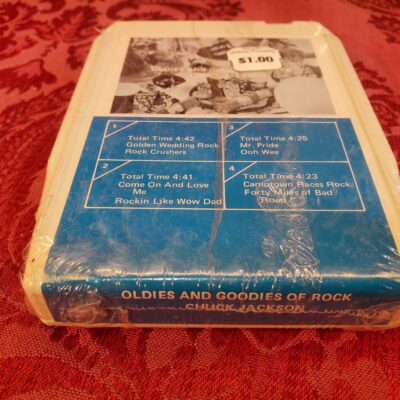 OLDIES AND
$1.00
1
Total Time 4:42
Golden Wedding Rock
Rock Crushers
3
Total Time 4:25
Mr. Pride
Ooh Wee
2
Total Time 4:41
Come On And Love
Me
Rockin Like Wow Dad
4
Total Time 4:23
Camptown Races Rock
Forty Miles of Bad
Road
OLDIES AND GOODIES OF ROCK
CHUCK JACKSON